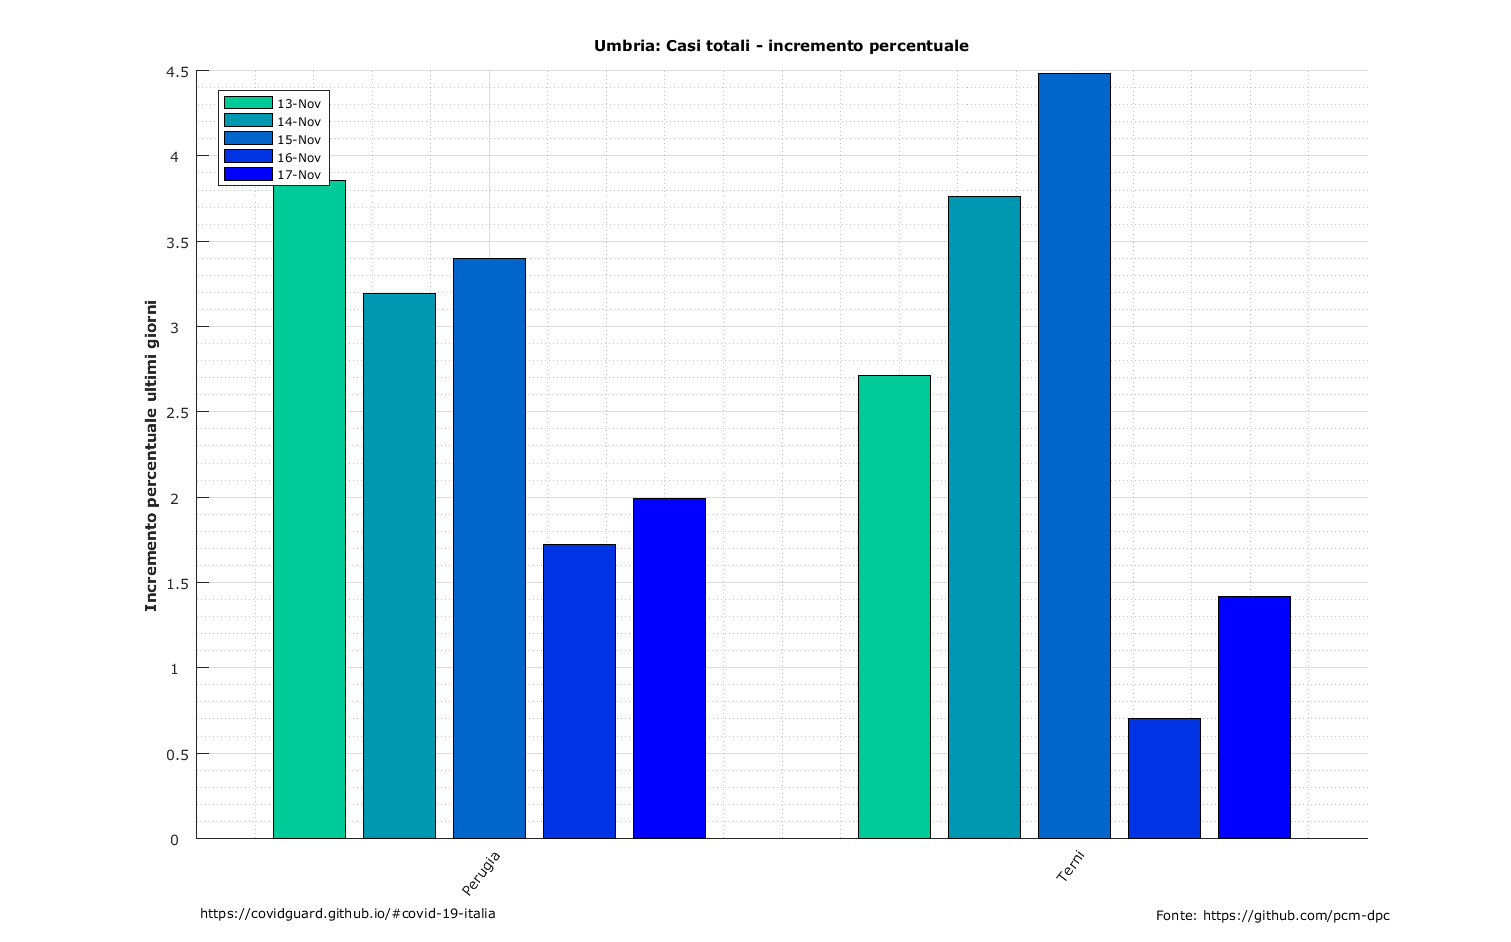 Umbria: Casi totali - incremento percentuale
4.5
4
3.5
3
2.5
2
1.5
1
0.5
0
Incremento percentuale ultimi giorni
13-Nov
14-Nov
15-Nov
16-Nov
17-Nov
Perugia
Terni
https://covidguard.github.io/#covid-19-italia
Fonte: https://github.com/pcm-dpc